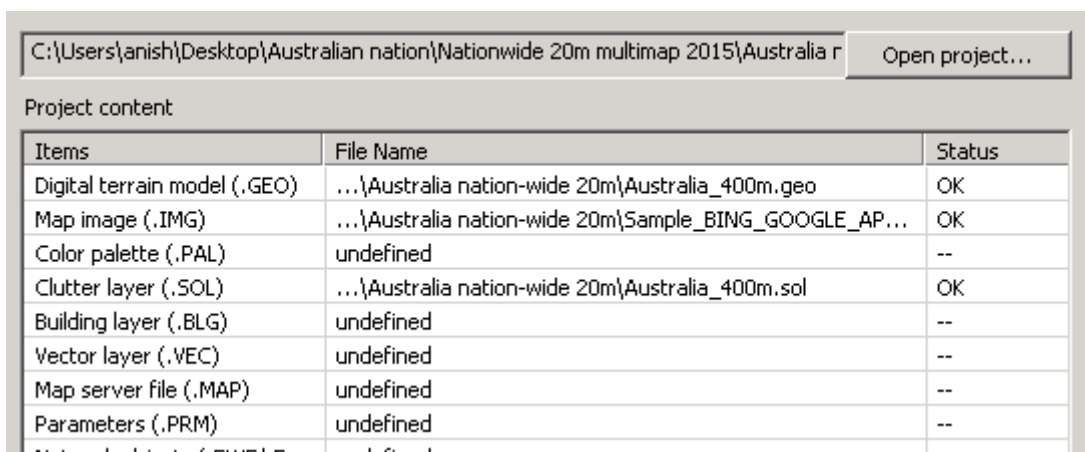 C:\Users\anish\Desktop\Australian nation\Nationwide 20m multimap 2015\Australia r Open project...
Project content
Items File Name Status
Digital terrain model (.GEO) ...\Australia nation-wide 20m\Australia_400m.geo OK
Map image (.IMG) ...\Australia nation-wide 20m\Sample_BING_GOOGLE_AP... OK
Color palette (.PAL) undefined --
Clutter layer (.SOL) ...\Australia nation-wide 20m\Australia_400m.sol OK
Building layer (.BLG) undefined --
Vector layer (.VEC) undefined --
Map server file (.MAP) undefined --
Parameters (.PRM) undefined --